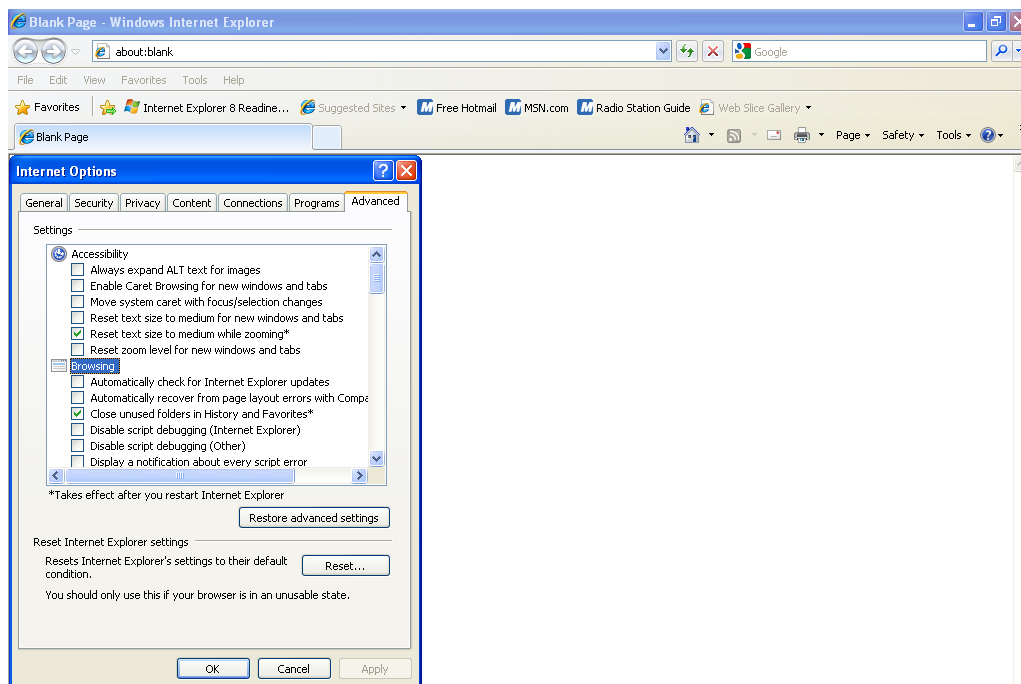 Blank Page - Windows Internet Explorer
about:blank
Google
File Edit View Favorites Tools Help
Favorites Internet Explorer 8 Readine... Suggested Sites Free Hotmail MSN.com Radio Station Guide Web Slice Gallery
Blank Page
Page Safety Tools
Internet Options
General Security Privacy Content Connections Programs Advanced
Settings
Accessibility
Always expand ALT text for images
Enable Caret Browsing for new windows and tabs
Move system caret with focus/selection changes
Reset text size to medium for new windows and tabs
Reset text size to medium while zooming*
Reset zoom level for new windows and tabs
Browsing
Automatically check for Internet Explorer updates
Automatically recover from page layout errors with Compa
Close unused folders in History and Favorites*
Disable script debugging (Internet Explorer)
Disable script debugging (Other)
Display a notification about every script error
*Takes effect after you restart Internet Explorer
Restore advanced settings
Reset Internet Explorer settings
Resets Internet Explorer's settings to their default
condition.
Reset...
You should only use this if your browser is in an unusable state.
OK Cancel Apply